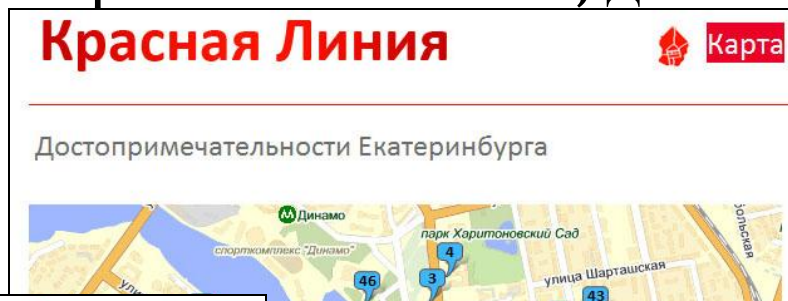 Красная Линия
Карта
Достопримечательности Екатеринбурга
Динамо
спорткомплекс "Динамо"
парк Харитоновский Сад
4
46
3
улица Шарташская
43